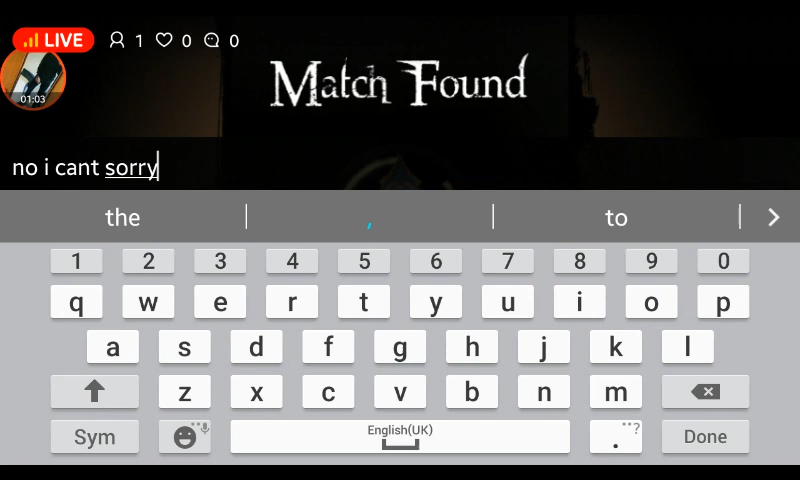 LIVE 1 0 0
Match Found
01:03
no i cant sorry
the , to
1 2 3 4 5 6 7 8 9 0
q w e r t y u i o p
a s d f g h j k l
z x c v b n m
Sym English(UK) . ? Done